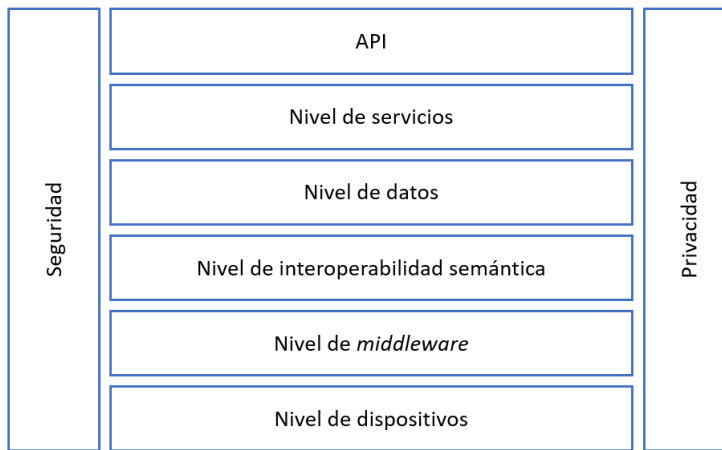 API
Nivel de servicios
Nivel de datos
Nivel de interoperabilidad semántica
Nivel de middleware
Nivel de dispositivos
Seguridad
Privacidad